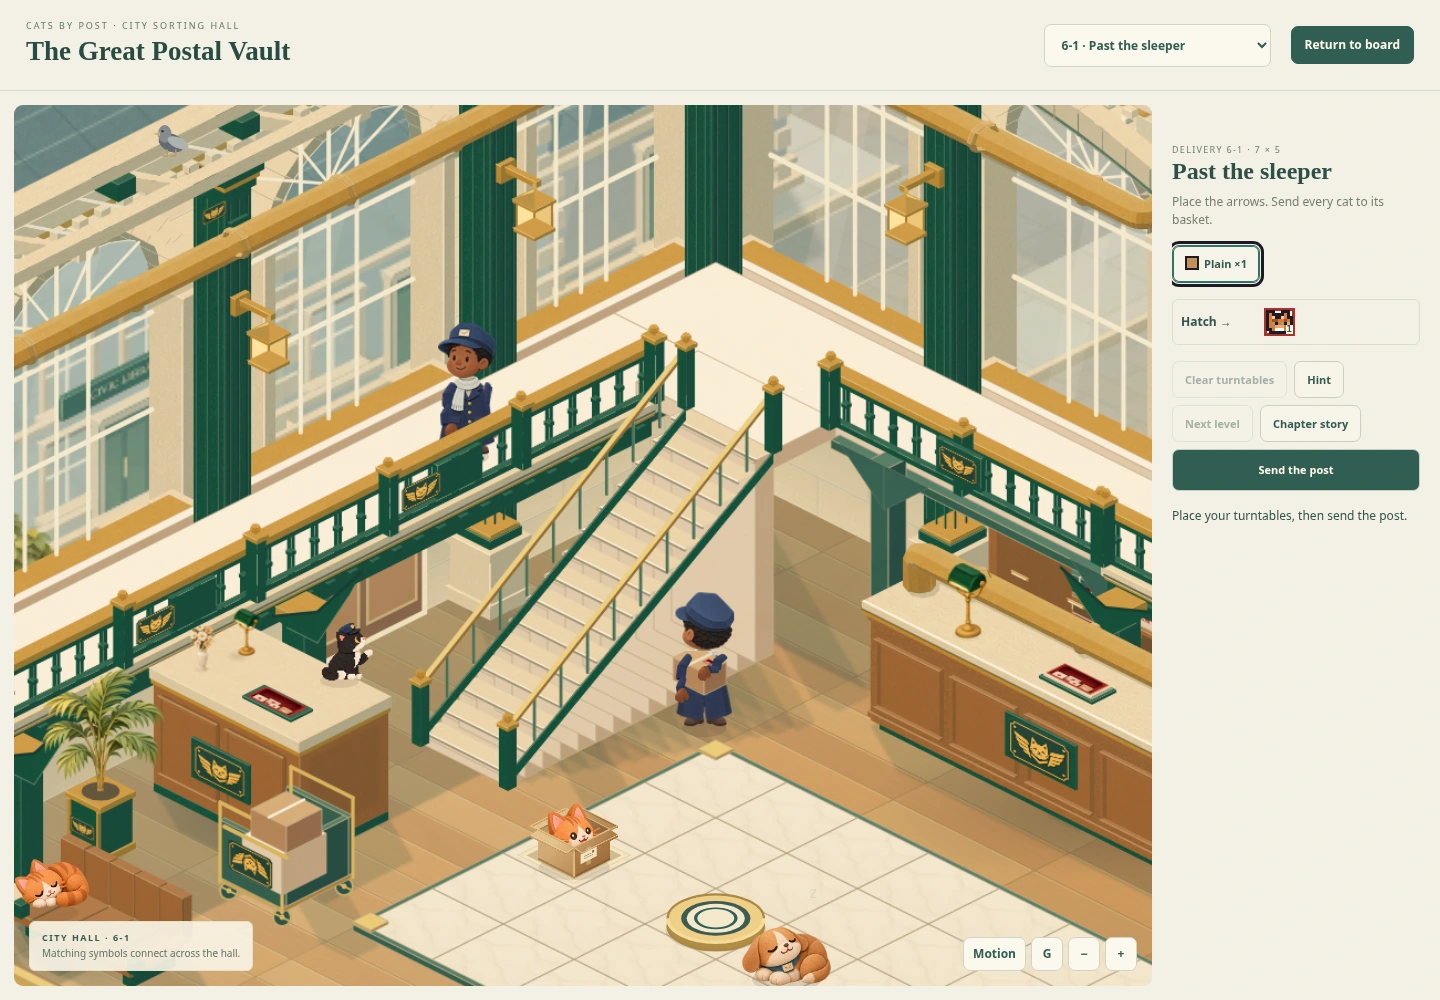 CATS BY POST · CITY SORTING HALL
The Great Postal Vault
6-1 · Past the sleeper
Return to board
DELIVERY 6-1 · 7 × 5
Past the sleeper
Place the arrows. Send every cat to its
basket.
Plain ×1
Hatch →
1
Clear turntables
Hint
Next level
Chapter story
Send the post
Place your turntables, then send the post.
Z
CITY HALL · 6-1
Matching symbols connect across the hall.
Motion
G
−
+